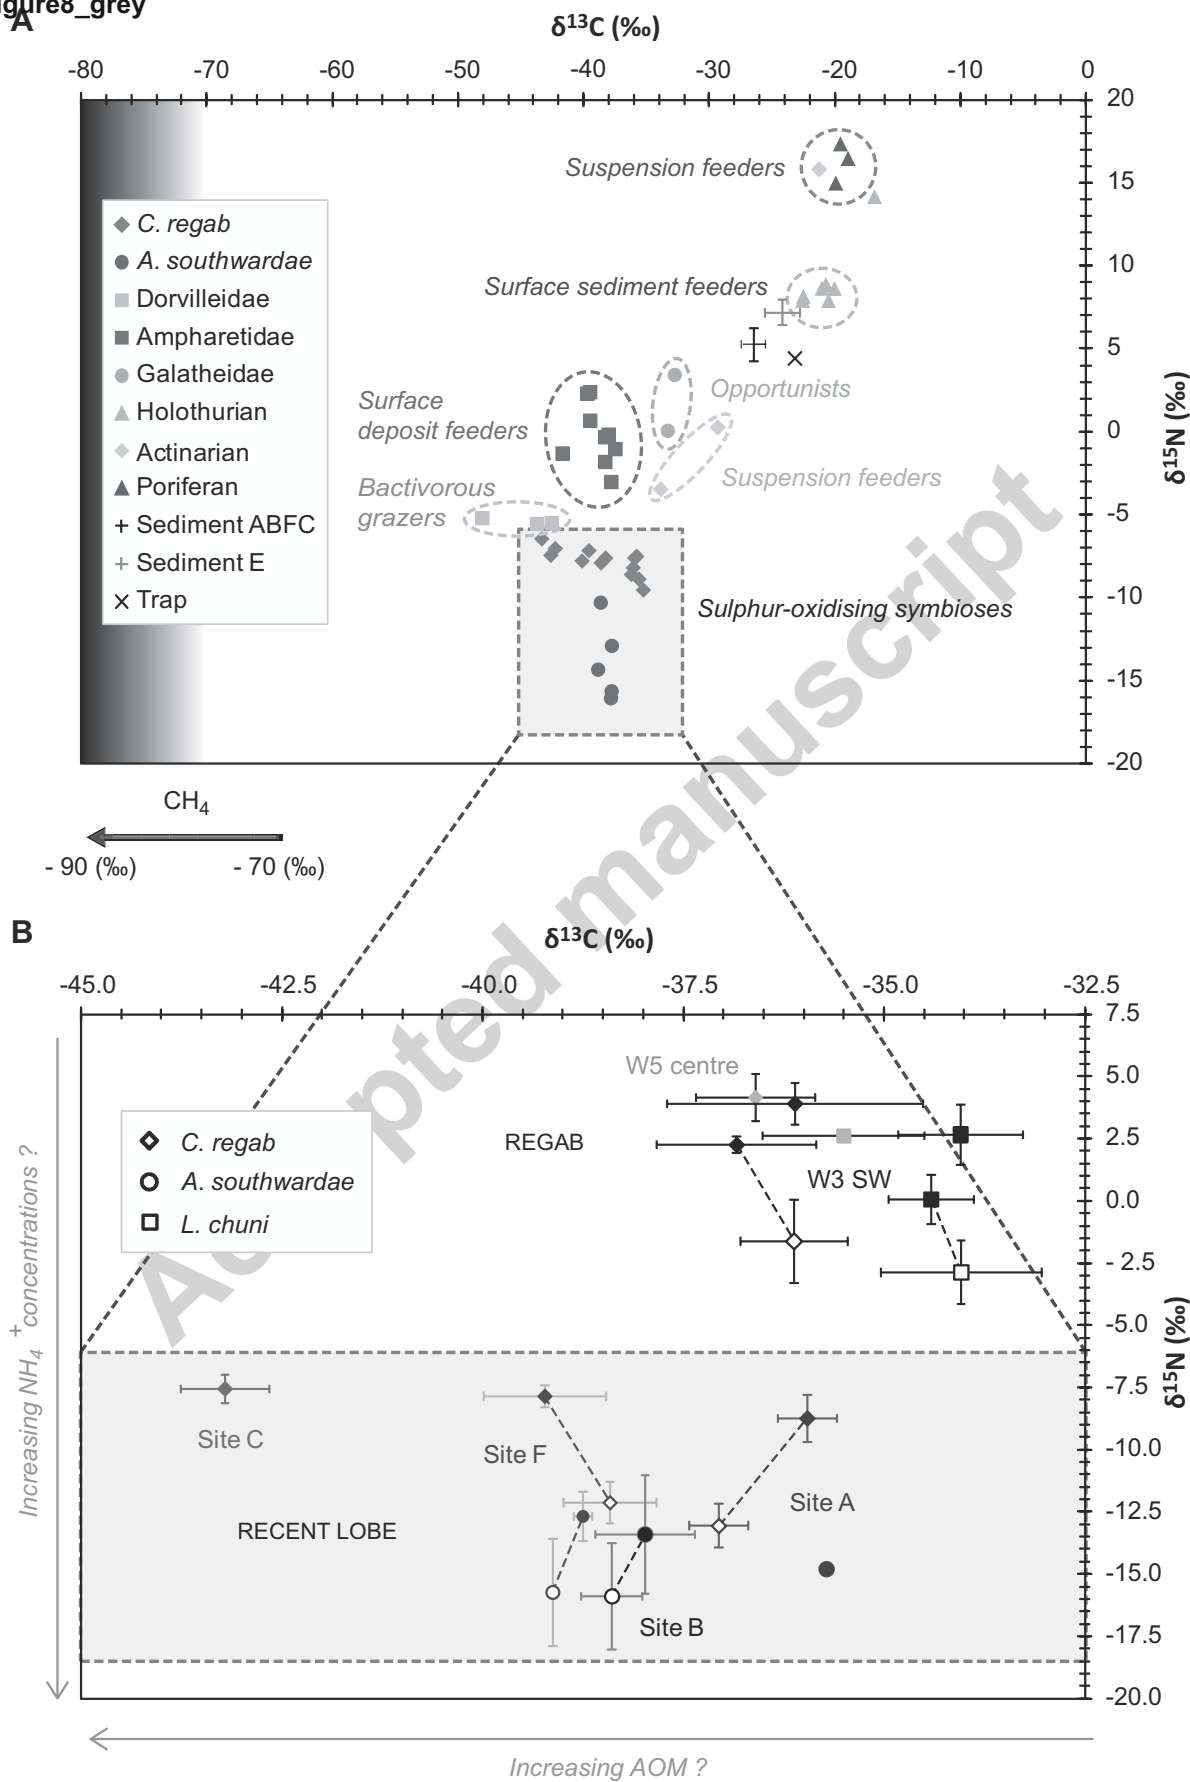 igure8_grey
A
δ13C (‰)
-80 -70 -60 -50 -40 -30 -20 -10 0
20
15
10
5
0
-5
-10
-15
-20
δ15N (‰)
Suspension feeders
Surface sediment feeders
Opportunists
Surface
deposit feeders
Suspension feeders
Bactivorous
grazers
Sulphur-oxidising symbioses
C. regab
A. southwardae
Dorvilleidae
Ampharetidae
Galatheidae
Holothurian
Actinarian
Poriferan
Sediment ABFC
Sediment E
Trap
CH4
- 90 (‰) - 70 (‰)
pted manuscript
B
δ13C (‰)
-45.0 -42.5 -40.0 -37.5 -35.0 -32.5
7.5
5.0
2.5
0.0
- 2.5
-5.0
-7.5
-10.0
-12.5
-15.0
-17.5
-20.0
δ15N (‰)
W5 centre
REGAB
W3 SW
C. regab
A. southwardae
L. chuni
Site C
Site F
Site A
RECENT LOBE
Site B
Increasing NH4+ concentrations ?
Increasing AOM ?